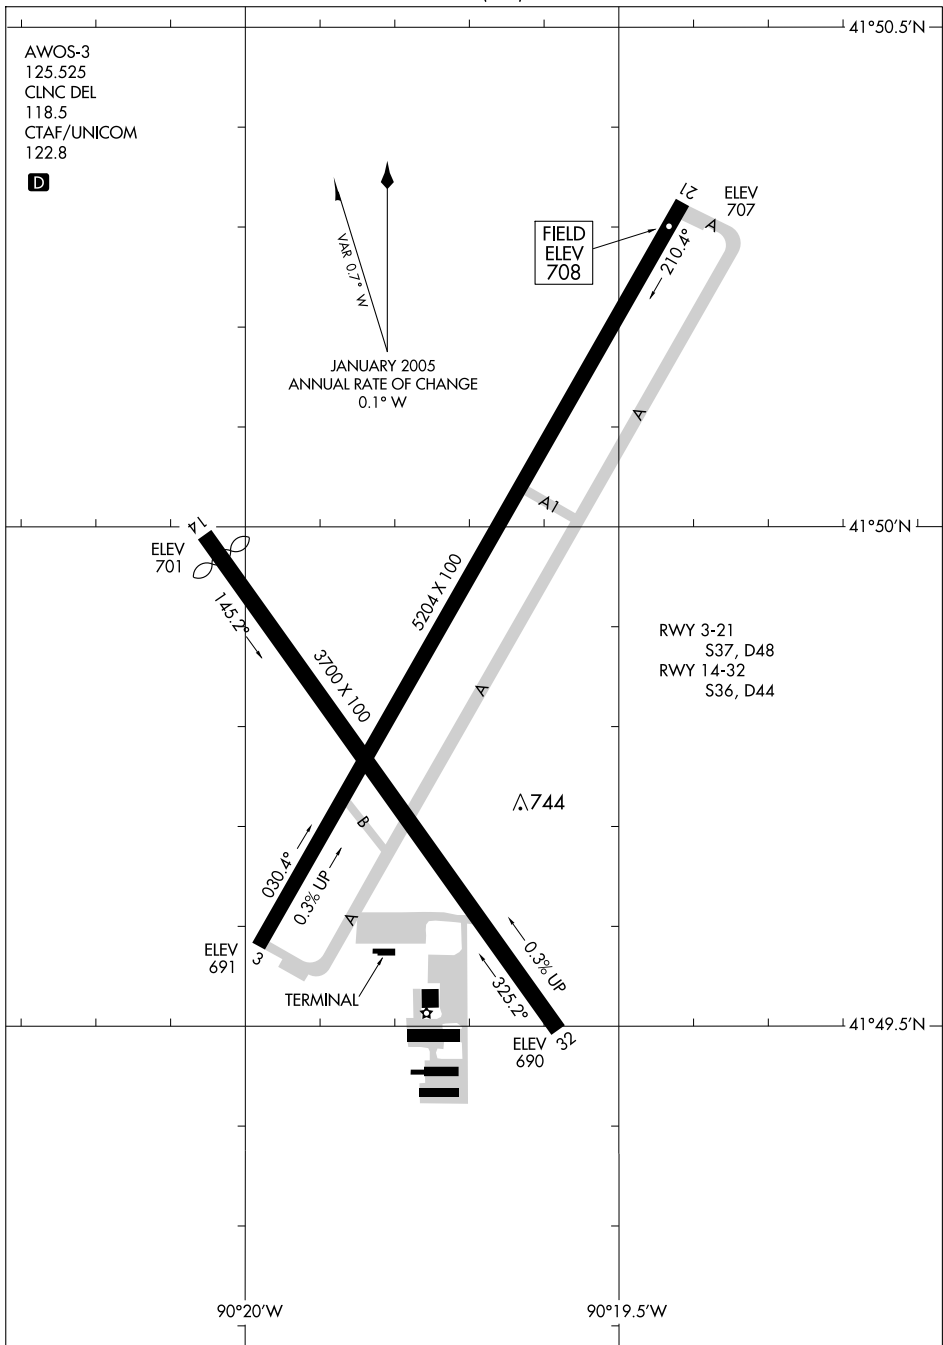 41°50.5'N
AWOS-3
125.525
CLNC DEL
118.5
CTAF/UNICOM
122.8
D
VAR 0.7° W
JANUARY 2005
ANNUAL RATE OF CHANGE
0.1° W
21
ELEV
707
A
FIELD
ELEV
708
210.4°
A
A1
14
41°50'N
ELEV
701
145.2°
5204 X 100
3700 X 100
RWY 3-21
S37, D48
RWY 14-32
S36, D44
A
744
B
030.4°
0.3% UP
A
ELEV
691
3
TERMINAL
0.3% UP
325.2°
ELEV
690
32
41°49.5'N
90°20'W
90°19.5'W